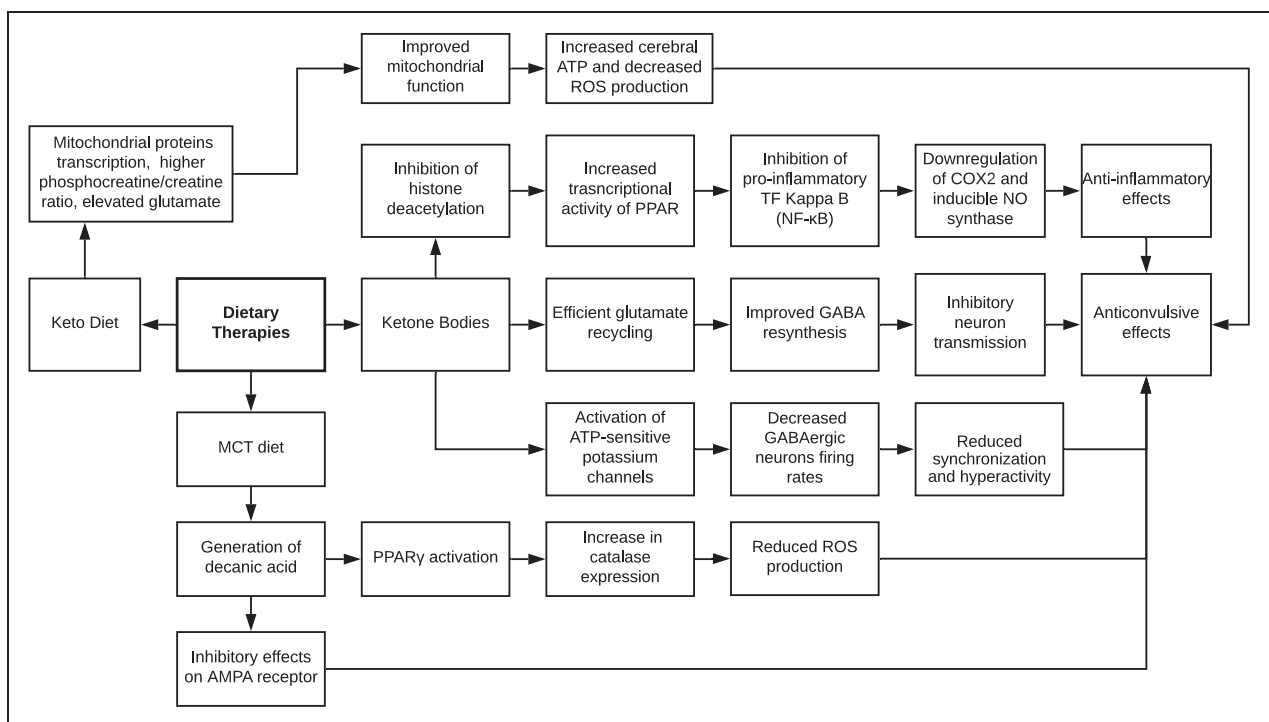 Improved
mitochondrial
function
Increased cerebral
ATP and decreased
ROS production
Mitochondrial proteins
transcription, higher
phosphocreatine/creatine
ratio, elevated glutamate
Inhibition of
histone
deacetylation
Increased
trasncriptional
activity of PPAR
Inhibition of
pro-inflammatory
TF Kappa B
(NF-κB)
Downregulation
of COX2 and
inducible NO
synthase
Anti-inflammatory
effects
Keto Diet
Dietary
Therapies
Ketone Bodies
Efficient glutamate
recycling
Improved GABA
resynthesis
Inhibitory
neuron
transmission
Anticonvulsive
effects
MCT diet
Activation of
ATP-sensitive
potassium
channels
Decreased
GABAergic
neurons firing
rates
Reduced
synchronization
and hyperactivity
Generation of
decanic acid
PPARγ activation
Increase in
catalase
expression
Reduced ROS
production
Inhibitory effects
on AMPA receptor